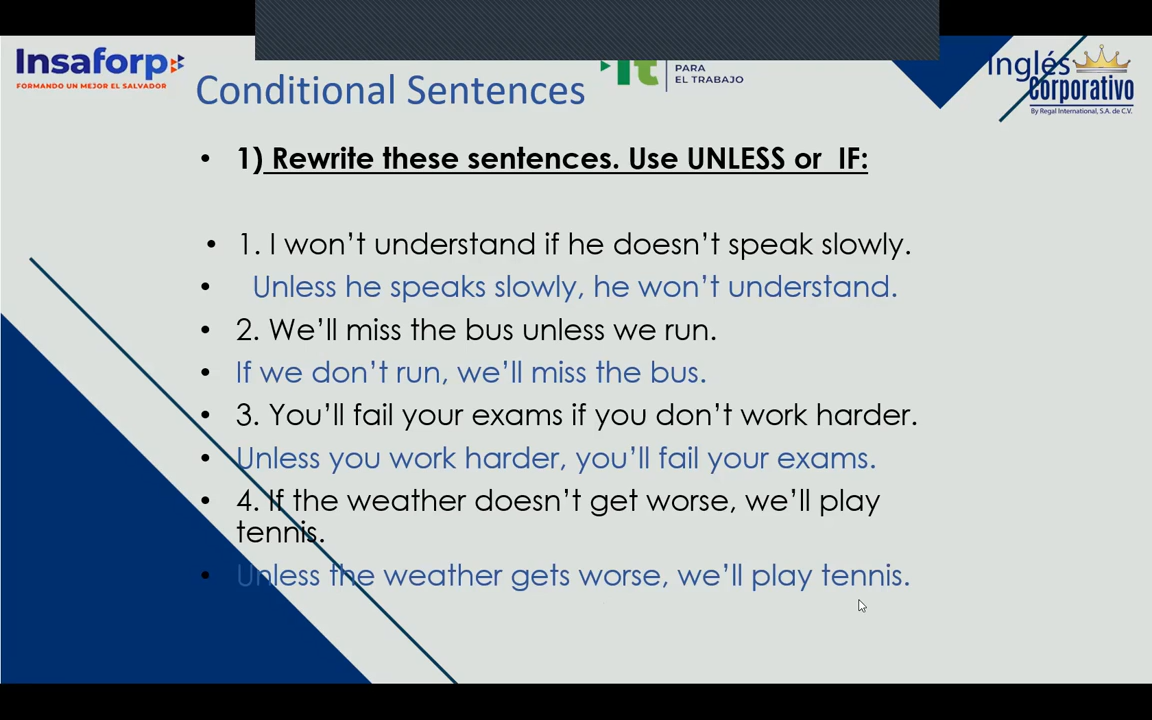 Insaforp
FORMANDO UN MEJOR EL SALVADOR
PARA
EL TRABAJO
Inglés
Corporativo
By Regal International, S.A. de C.V.
Conditional Sentences
• 1) Rewrite these sentences. Use UNLESS or IF:
• 1. I won’t understand if he doesn’t speak slowly.
• Unless he speaks slowly, he won’t understand.
• 2. We’ll miss the bus unless we run.
• If we don’t run, we’ll miss the bus.
• 3. You’ll fail your exams if you don’t work harder.
• Unless you work harder, you’ll fail your exams.
• 4. If the weather doesn’t get worse, we’ll play
tennis.
• Unless the weather gets worse, we’ll play tennis.